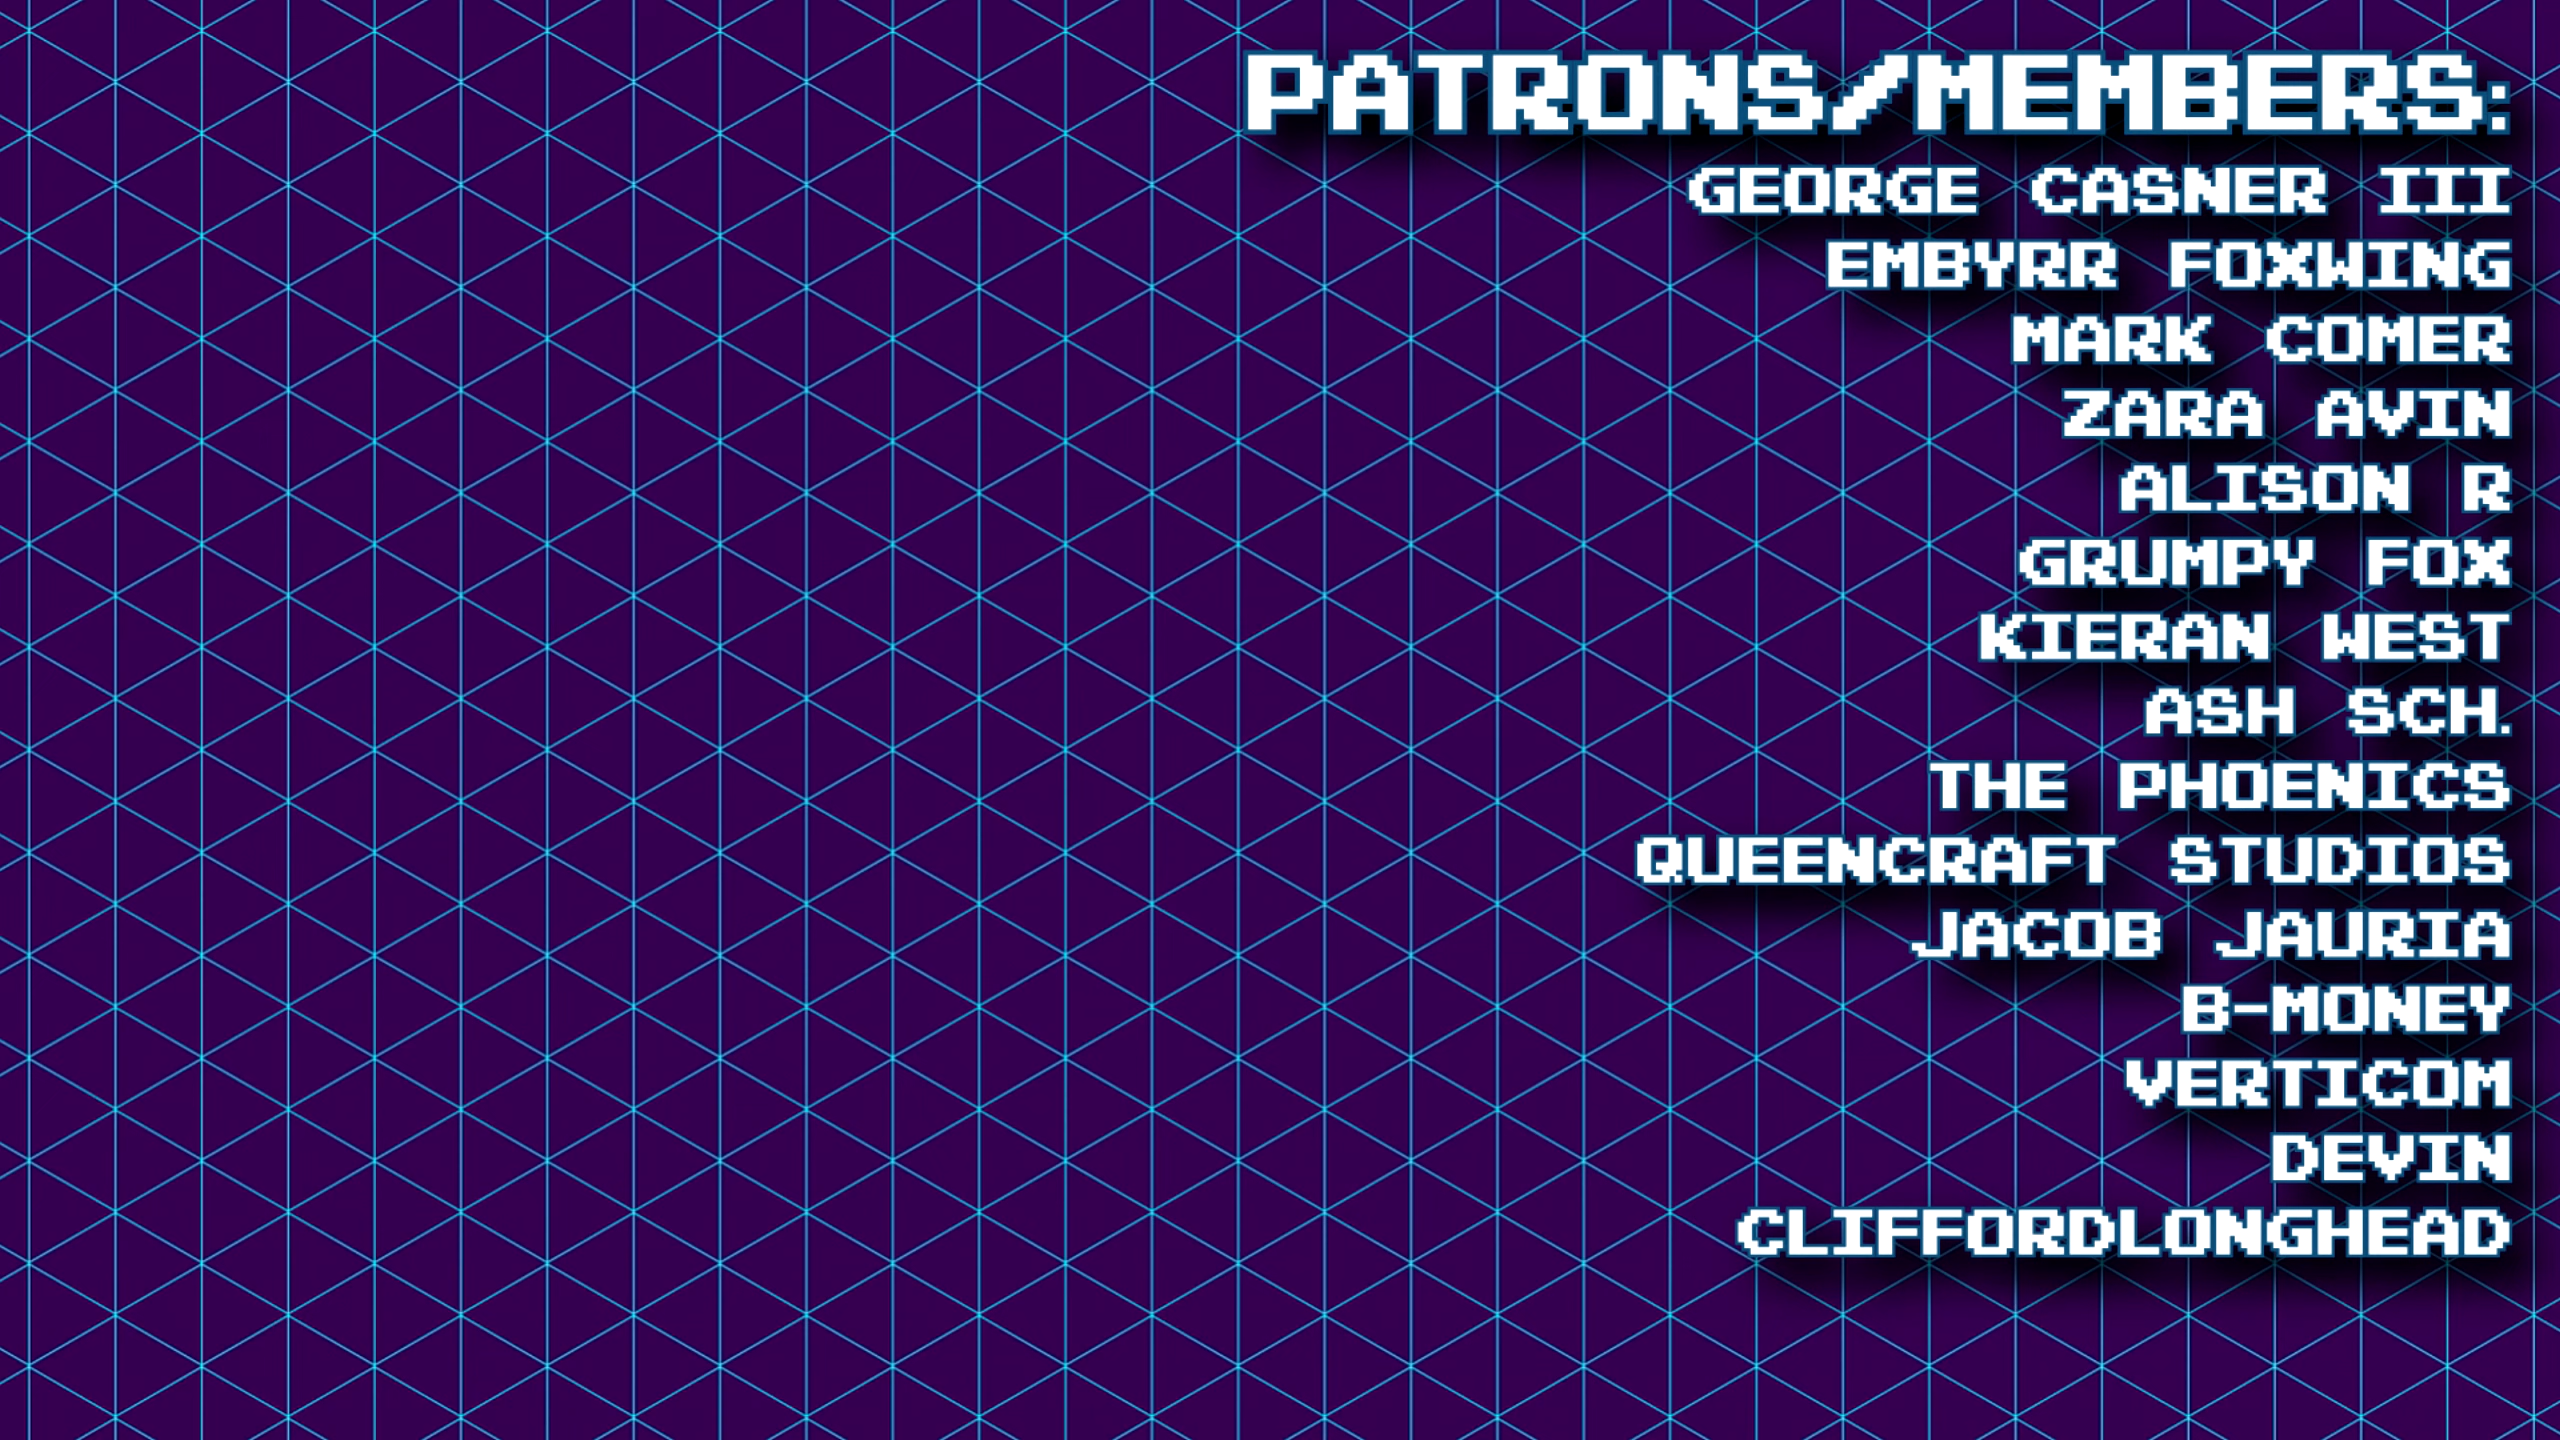 PATRONS/MEMBERS:
GEORGE CASNER III
EMBYRR FOXWING
MARK COMER
ZARA AVIN
ALISON R
GRUMPY FOX
KIERAN WEST
ASH SCH.
THE PHOENICS
QUEENCRAFT STUDIOS
JACOB JAURIA
B-MONEY
VERTICOM
DEVIN
CLIFFORDLONGHEAD